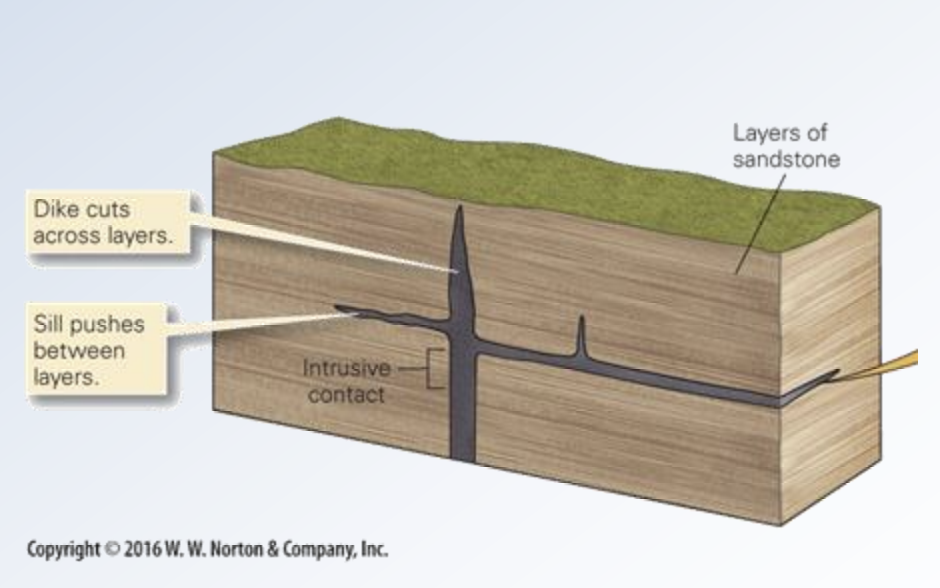 Layers of
sandstone
Dike cuts
across layers.
Sill pushes
between
layers.
Intrusive
contact
Copyright © 2016 W. W. Norton & Company, Inc.